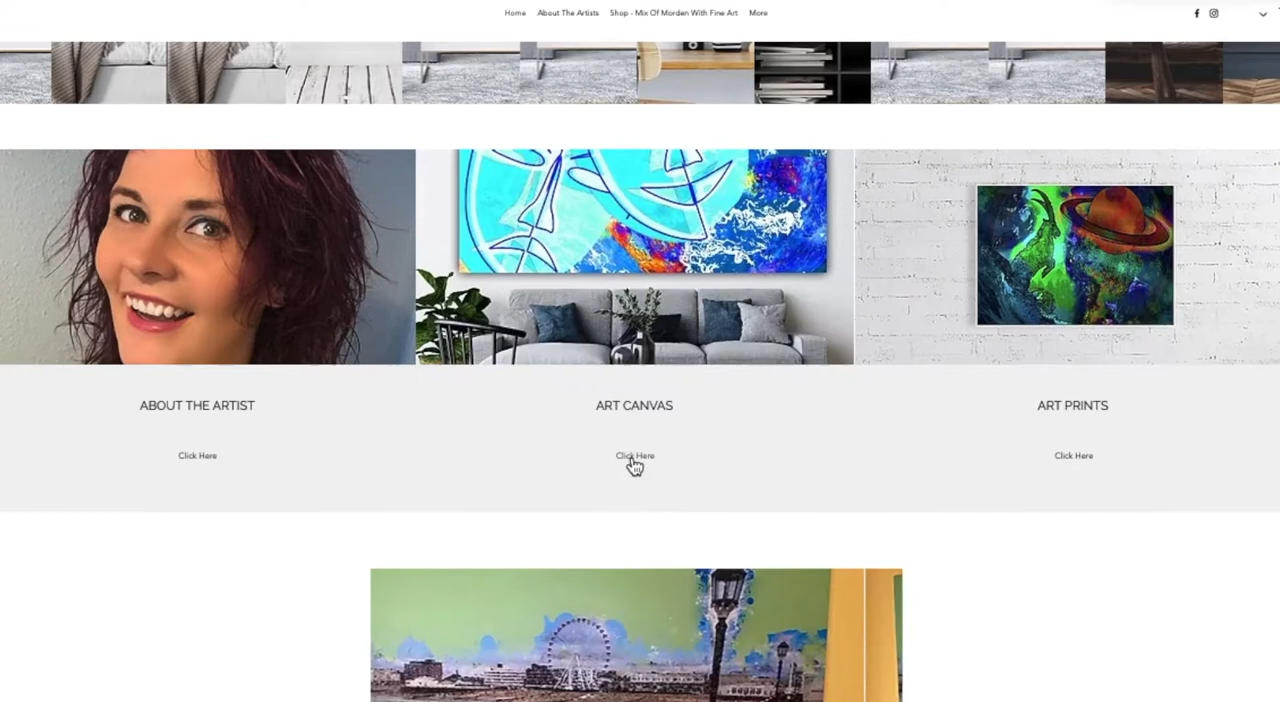 Home About The Artists Shop - Mix Of Morden With Fine Art More
ABOUT THE ARTIST
ART CANVAS
ART PRINTS
Click Here
Click Here
Click Here